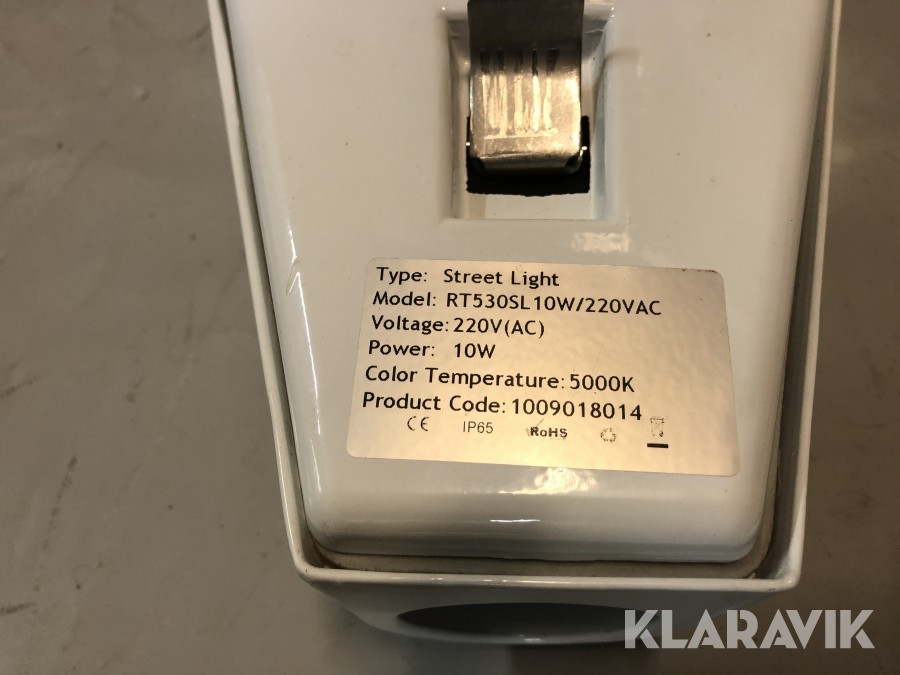 Type: Street Light
Model: RT530SL10W/220VAC
Voltage: 220V(AC)
Power: 10W
Color Temperature: 5000K
Product Code: 1009018014
CE IP65 RoHS
KLARAVIK